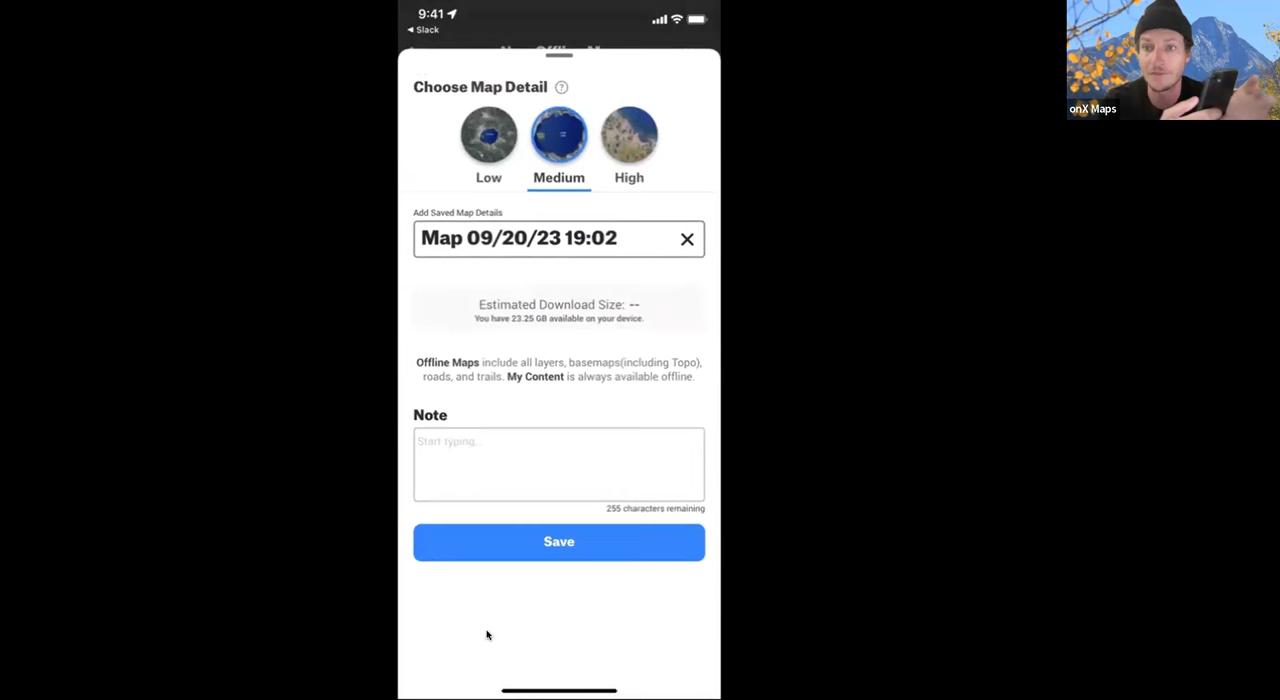 9:41
Slack
Choose Map Detail ?
Low
Medium
High
Add Saved Map Details
Map 09/20/23 19:02
Estimated Download Size: --
You have 23.25 GB available on your device.
Offline Maps include all layers, basemaps(including Topo),
roads, and trails. My Content is always available offline.
Note
Start typing...
255 characters remaining
Save
onX Maps